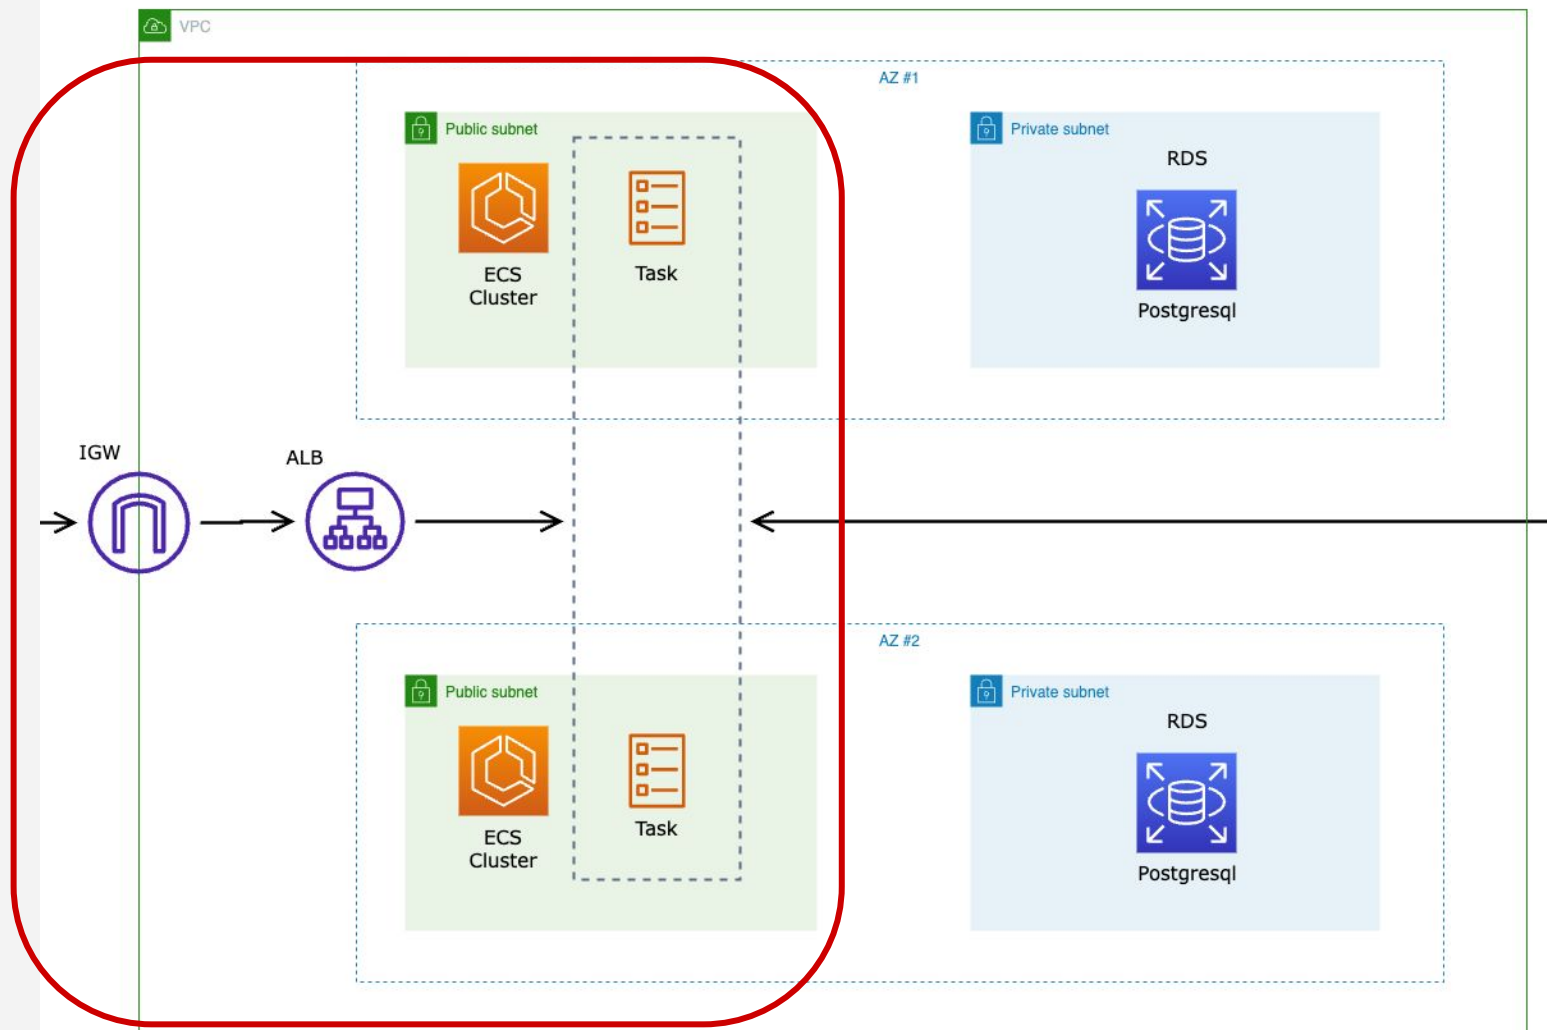 VPC
AZ #1
Public subnet
Private subnet
RDS
ECS
Cluster
Task
Postgresql
IGW
ALB
AZ #2
Public subnet
Private subnet
RDS
ECS
Cluster
Task
Postgresql